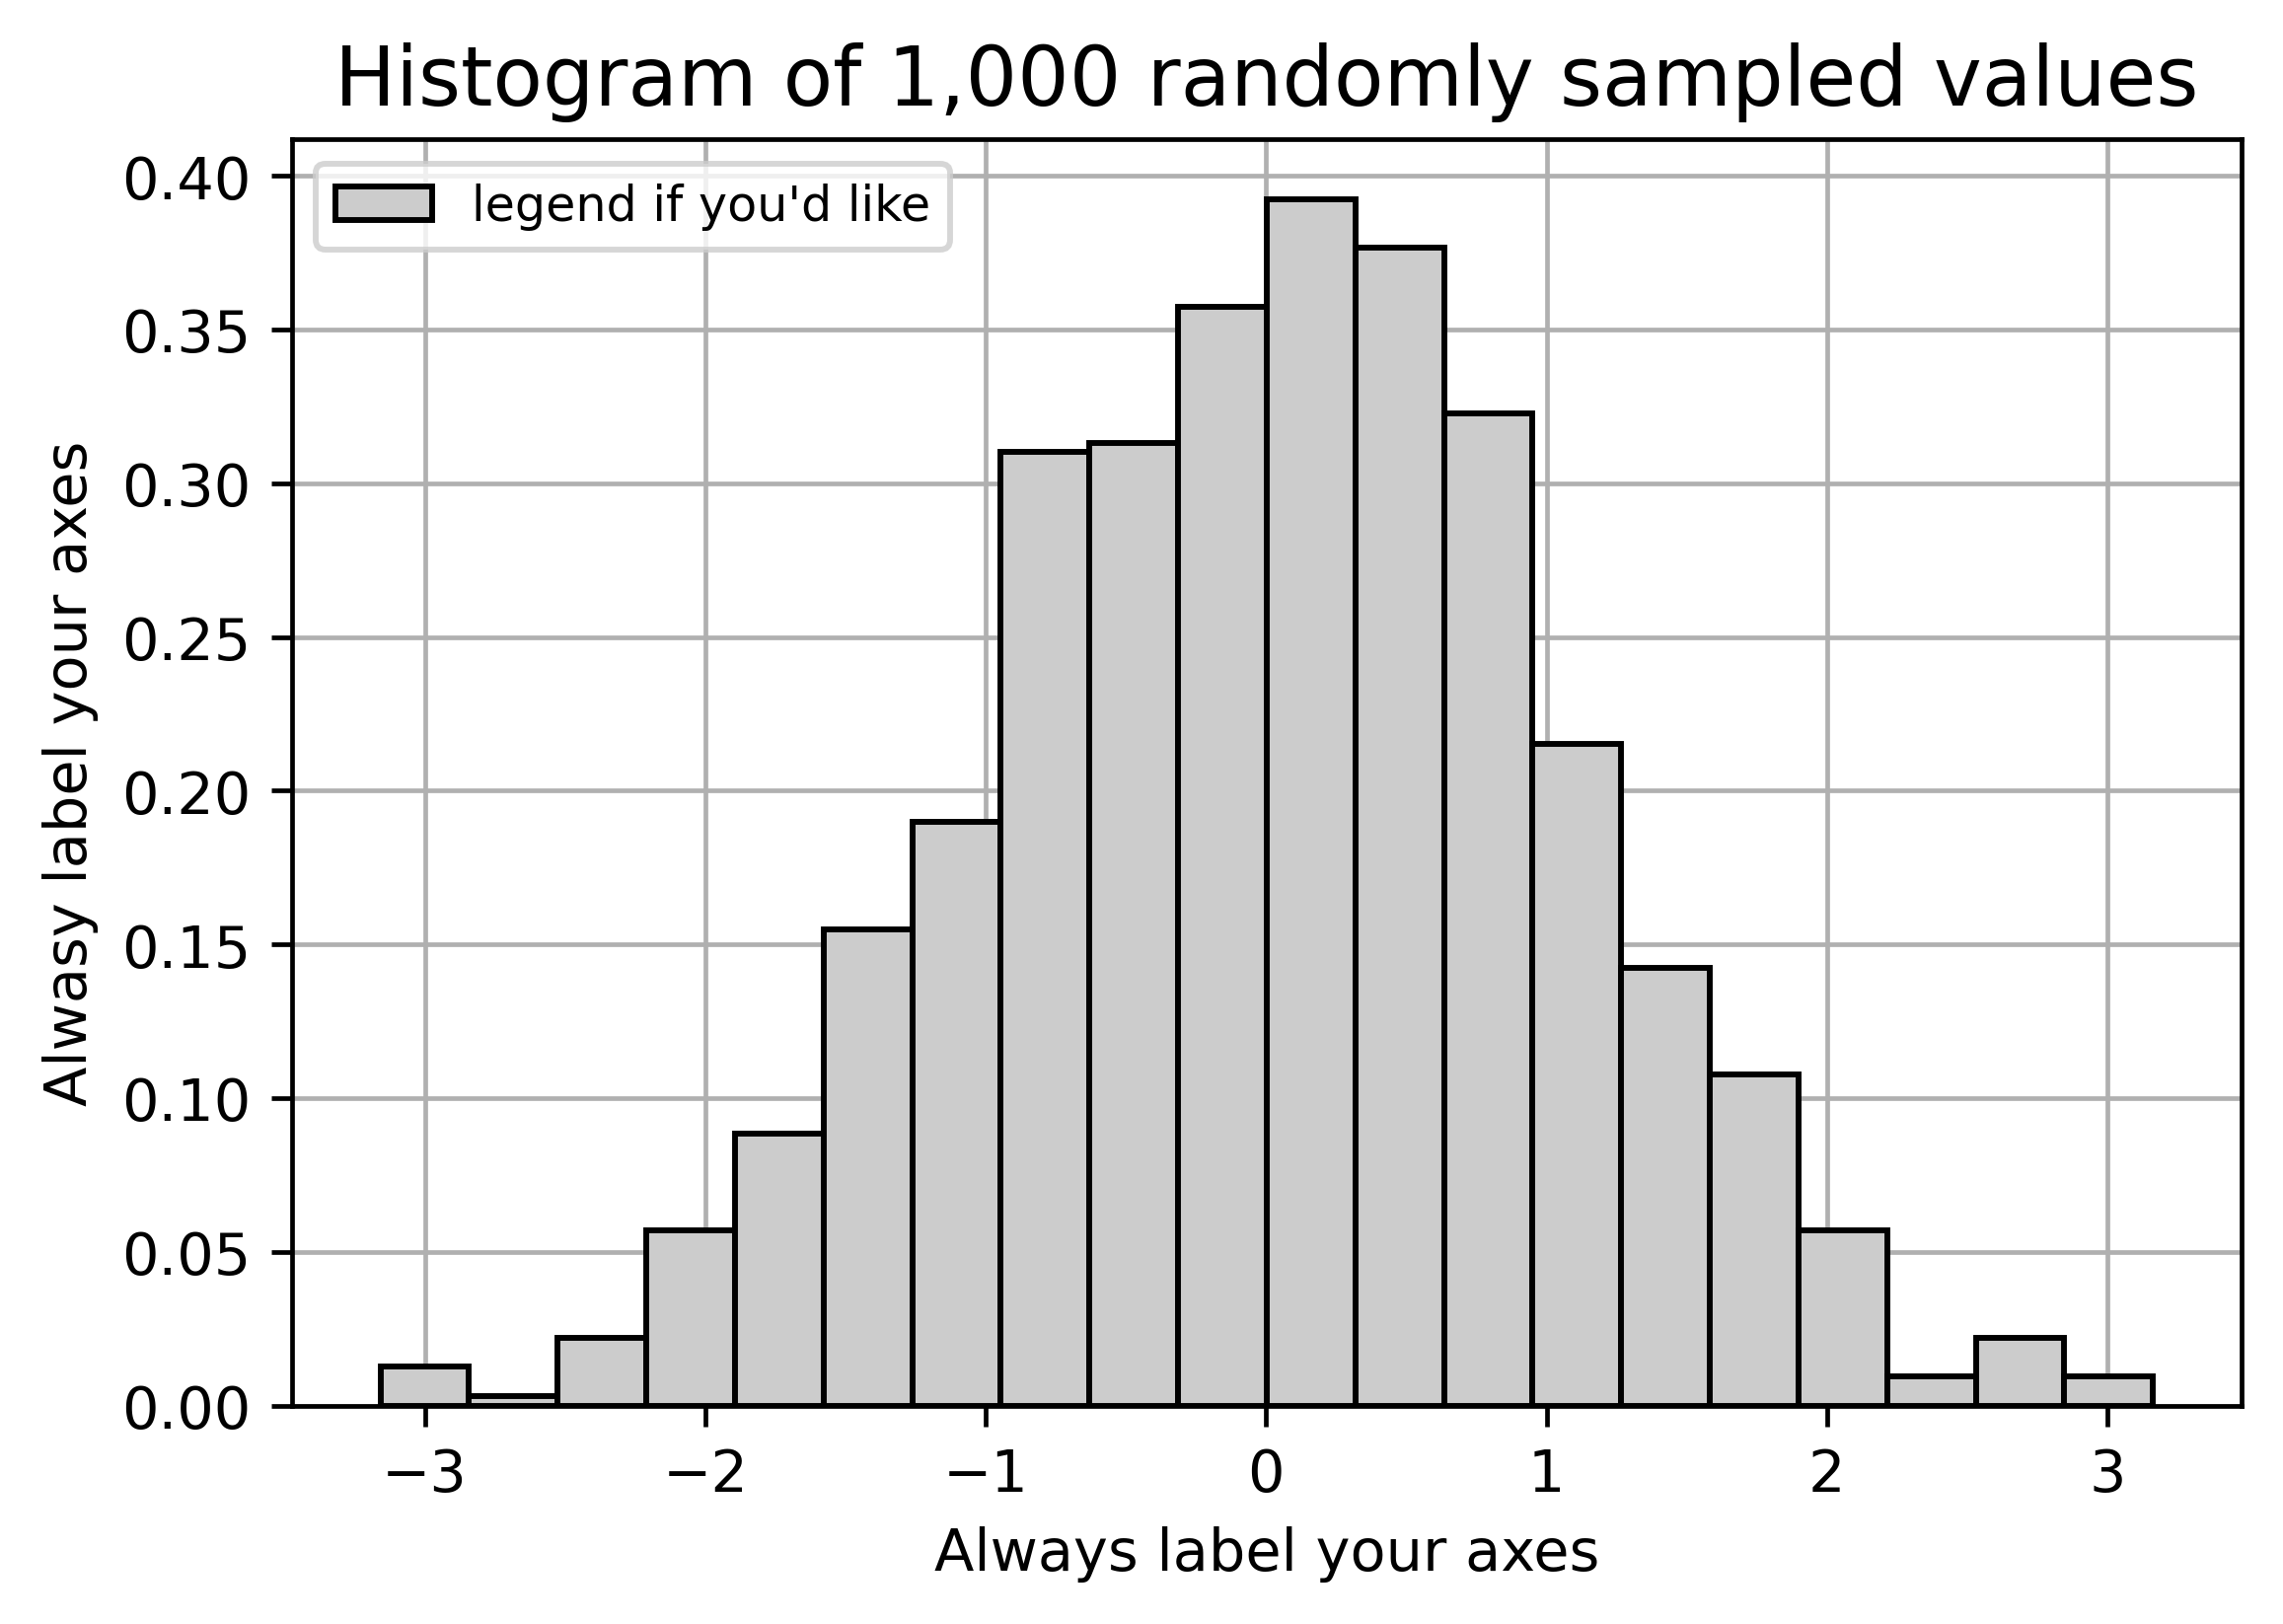 Histogram of 1,000 randomly sampled values
legend if you'd like
Alwasy label your axes
0.40
0.35
0.30
0.25
0.20
0.15
0.10
0.05
0.00
−3 −2 −1 0 1 2 3
Always label your axes